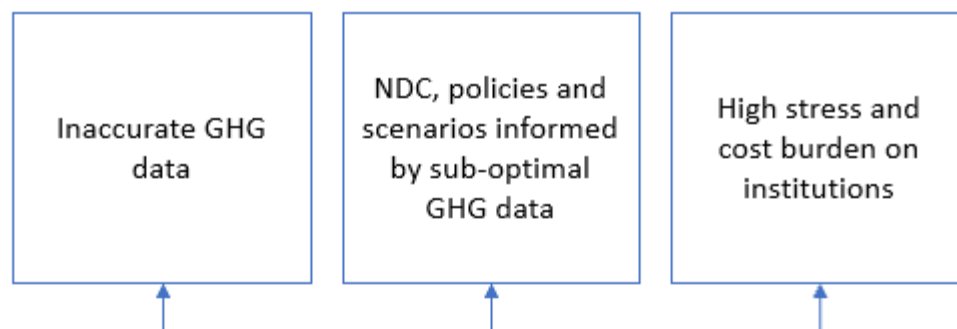 Inaccurate GHG
data
NDC, policies and
scenarios informed
by sub-optimal
GHG data
High stress and
cost burden on
institutions